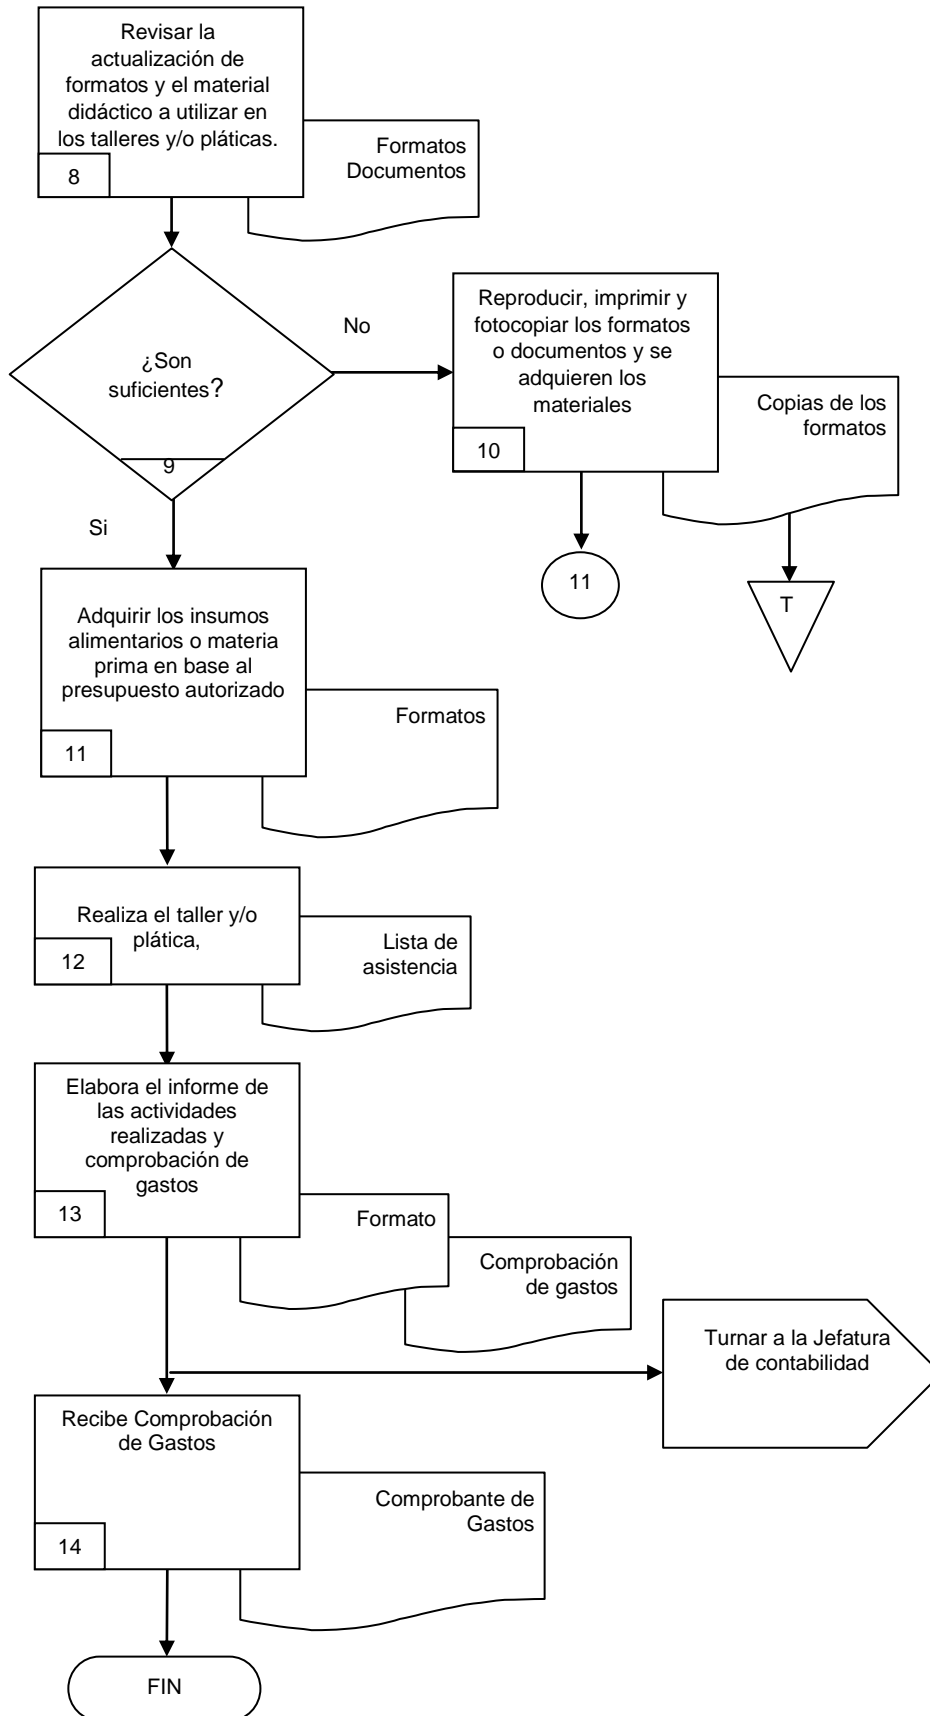 Revisar la
actualización de
formatos y el material
didáctico a utilizar en
los talleres y/o pláticas.
8
Formatos
Documentos
¿Son
suficientes?
9
No
Si
Reproducir, imprimir y
fotocopiar los formatos
o documentos y se
adquieren los
materiales
10
Copias de los
formatos
11
T
Adquirir los insumos
alimentarios o materia
prima en base al
presupuesto autorizado
11
Formatos
Realiza el taller y/o
plática,
12
Lista de
asistencia
Elabora el informe de
las actividades
realizadas y
comprobación de
gastos
13
Formato
Comprobación
de gastos
Turnar a la Jefatura
de contabilidad
Recibe Comprobación
de Gastos
14
Comprobante de
Gastos
FIN